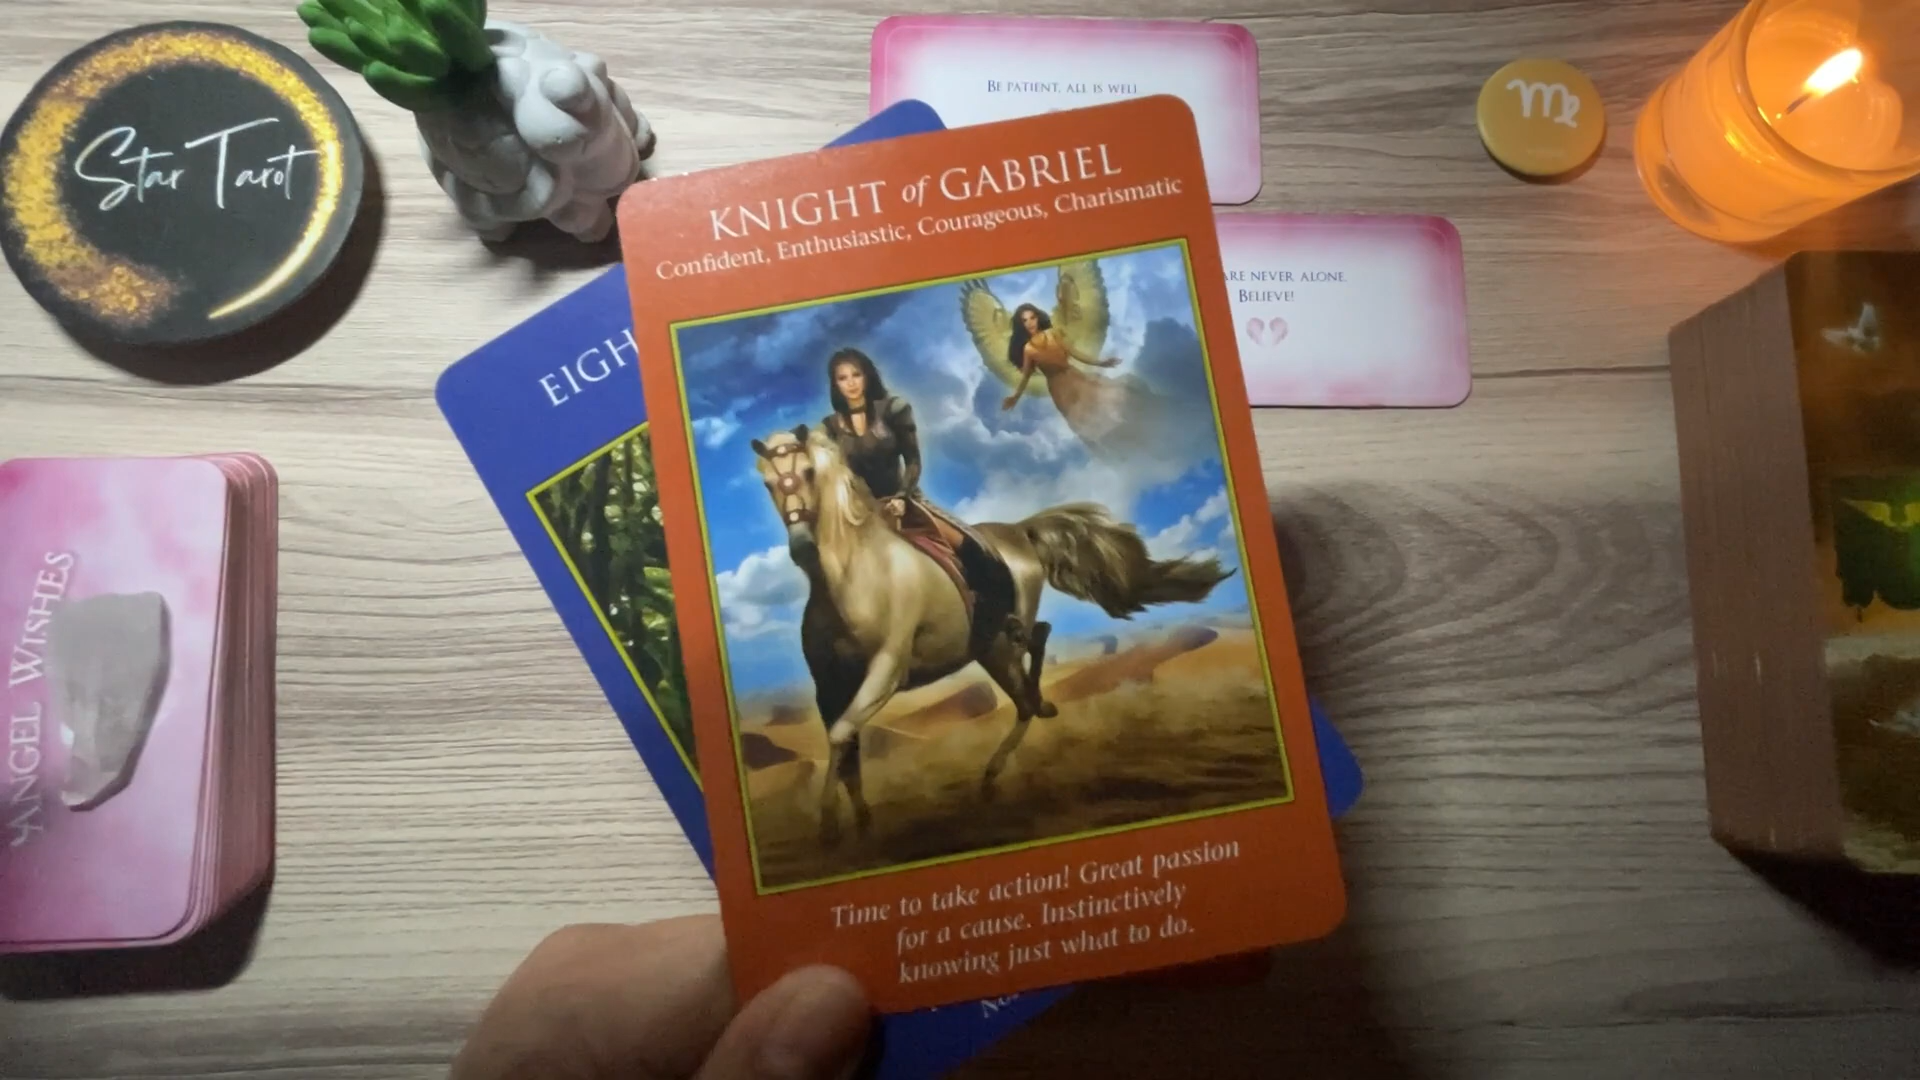 Star Tarot
BE PATIENT, ALL IS WELL
KNIGHT of GABRIEL
Confident, Enthusiastic, Courageous, Charismatic
ARE NEVER ALONE.
BELIEVE!
EIGH
Time to take action! Great passion
for a cause. Instinctively
knowing just what to do.
ANGEL WISHES